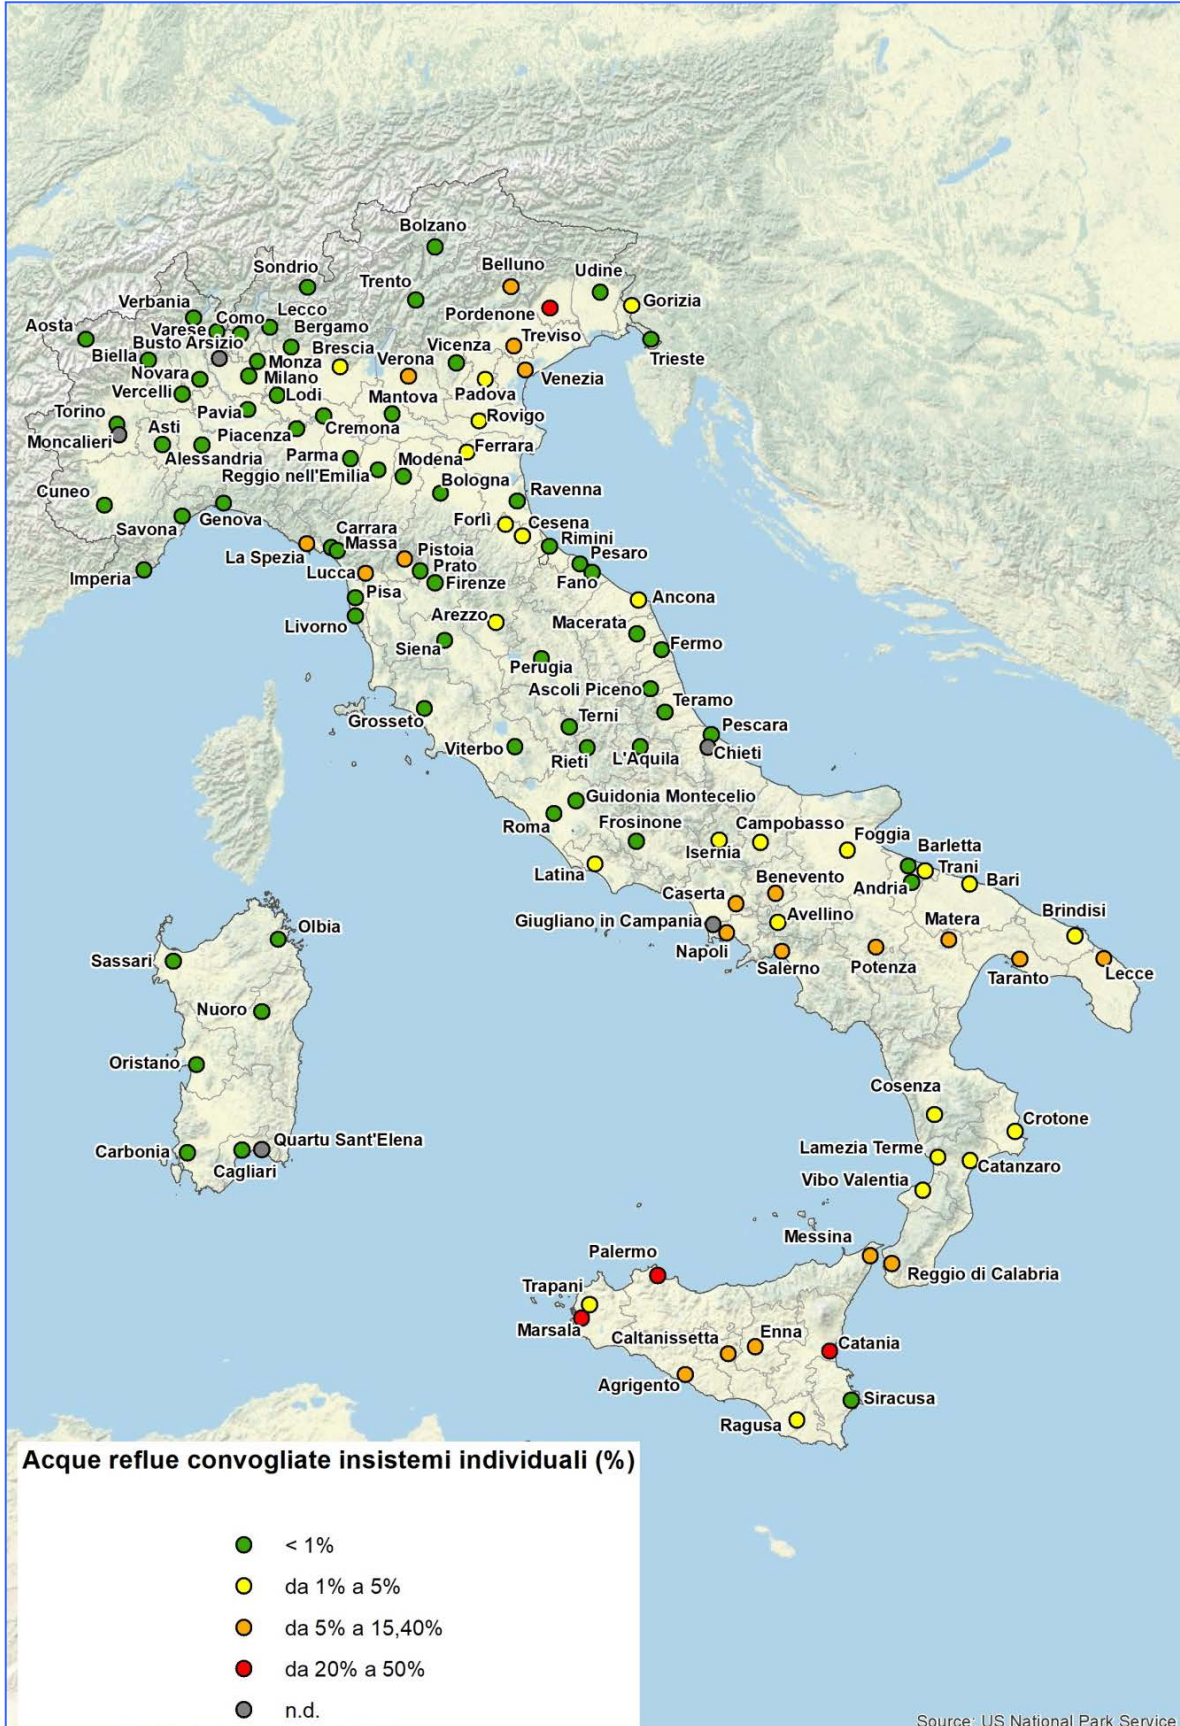 Bolzano
Sondrio
Trento
Belluno
Udine
Verbania
Lecco
Pordenone
Gorizia
Aosta
Varese
Como
Bergamo
Busto Arsizio
Brescia
Verona
Vicenza
Treviso
Trieste
Biella
Monza
Venezia
Novara
Milano
Vercelli
Lodi
Mantova
Padova
Torino
Pavia
Cremona
Rovigo
Moncalieri
Asti
Piacenza
Alessandria
Parma
Modena
Ferrara
Reggio nell'Emilia
Bologna
Cuneo
Ravenna
Savona
Genova
Forlì
Cesena
Carrara
Massa
Rimini
La Spezia
Pistoia
Pesaro
Imperia
Lucca
Prato
Firenze
Fano
Pisa
Ancona
Livorno
Arezzo
Macerata
Siena
Fermo
Perugia
Ascoli Piceno
Teramo
Grosseto
Terni
Pescara
Viterbo
Rieti
L'Aquila
Chieti
Guidonia Montecelio
Roma
Frosinone
Campobasso
Foggia
Isernia
Barletta
Latina
Benevento
Trani
Andria
Bari
Caserta
Giugliano in Campania
Avellino
Matera
Brindisi
Olbia
Napoli
Salerno
Potenza
Taranto
Lecce
Sassari
Nuoro
Oristano
Cosenza
Crotone
Quartu Sant'Elena
Carbonia
Cagliari
Lamezia Terme
Catanzaro
Vibo Valentia
Messina
Palermo
Reggio di Calabria
Trapani
Marsala
Caltanissetta
Enna
Catania
Agrigento
Siracusa
Ragusa
Acque reflue convogliate insistemi individuali (%)
< 1%
da 1% a 5%
da 5% a 15,40%
da 20% a 50%
n.d.
Source: US National Park Service